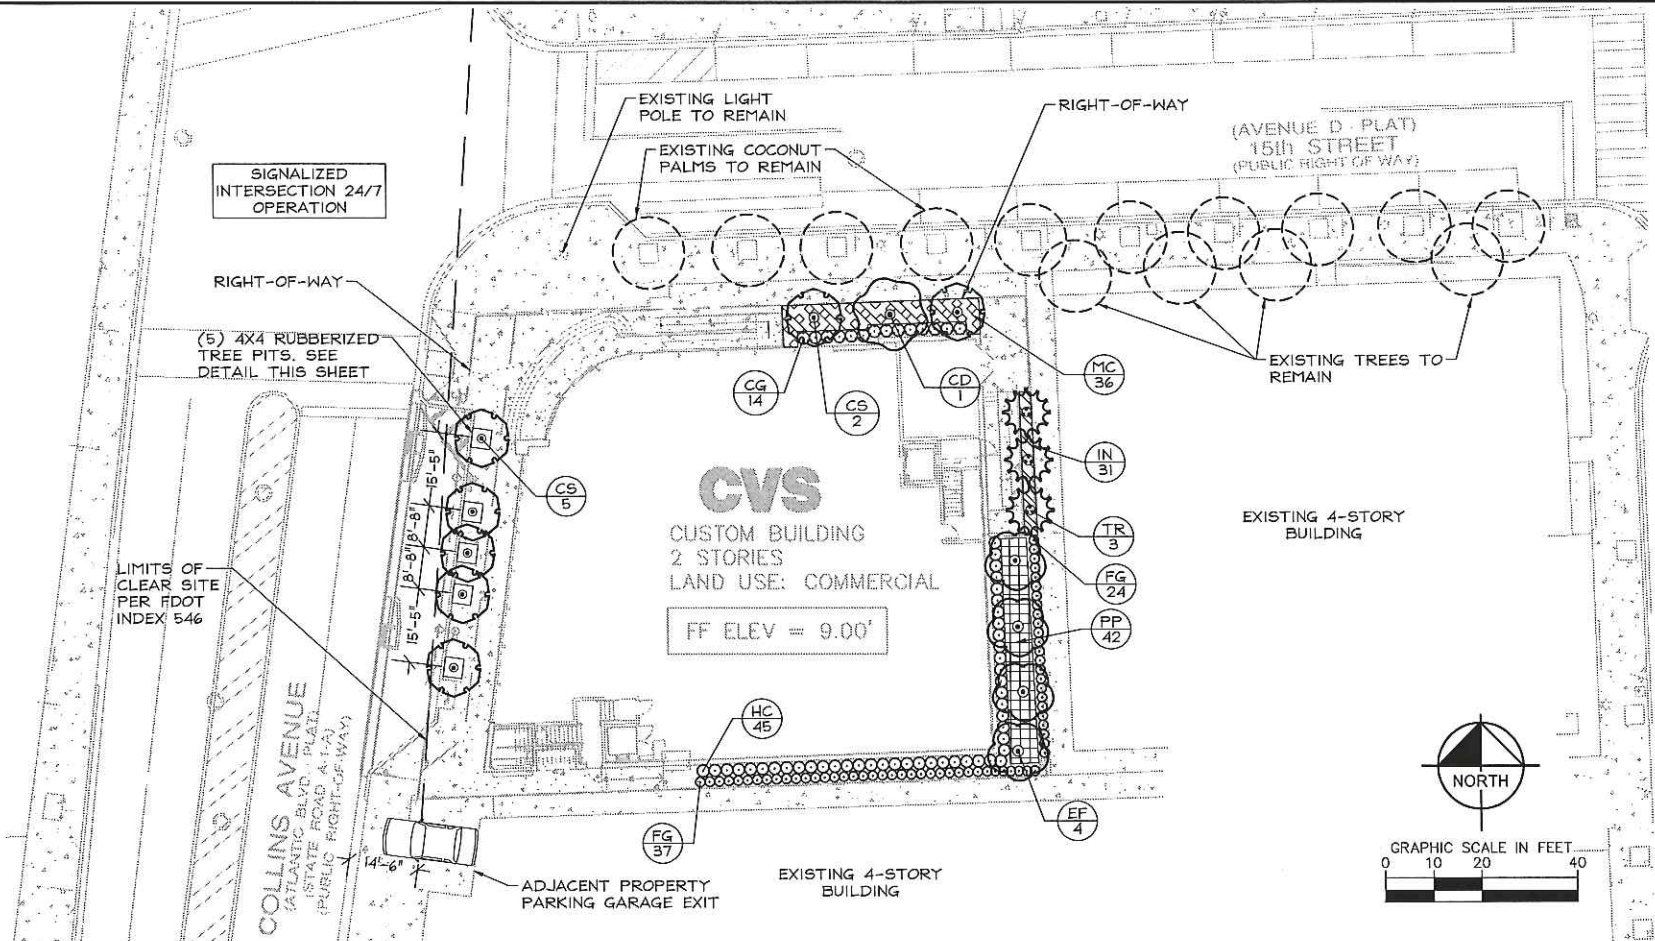 EXISTING LIGHT
POLE TO REMAIN
RIGHT-OF-WAY
(AVENUE D - PLAT)
15th STREET
(PUBLIC RIGHT OF WAY)
EXISTING COCONUT
PALMS TO REMAIN
SIGNALIZED
INTERSECTION 24/7
OPERATION
RIGHT-OF-WAY
(5) 4X4 RUBBERIZED
TREE PITS. SEE
DETAIL THIS SHEET
EXISTING TREES TO
REMAIN
CG
14
CS
2
CD
1
MC
36
IN
31
CS
5
15'-5"
8'-8"
8'-8"
15'-5"
CVS
CUSTOM BUILDING
2 STORIES
LAND USE: COMMERCIAL
FF ELEV = 9.00'
EXISTING 4-STORY
BUILDING
TR
3
FG
24
PP
42
LIMITS OF
CLEAR SITE
PER FDOT
INDEX 546
HC
45
EF
4
FG
37
COLLINS AVENUE
(ATLANTIC BLVD. PLAT)
(STATE ROAD A-1-A)
(PUBLIC RIGHT-OF-WAY)
14'-6"
ADJACENT PROPERTY
PARKING GARAGE EXIT
EXISTING 4-STORY
BUILDING
NORTH
GRAPHIC SCALE IN FEET
0 10 20 40